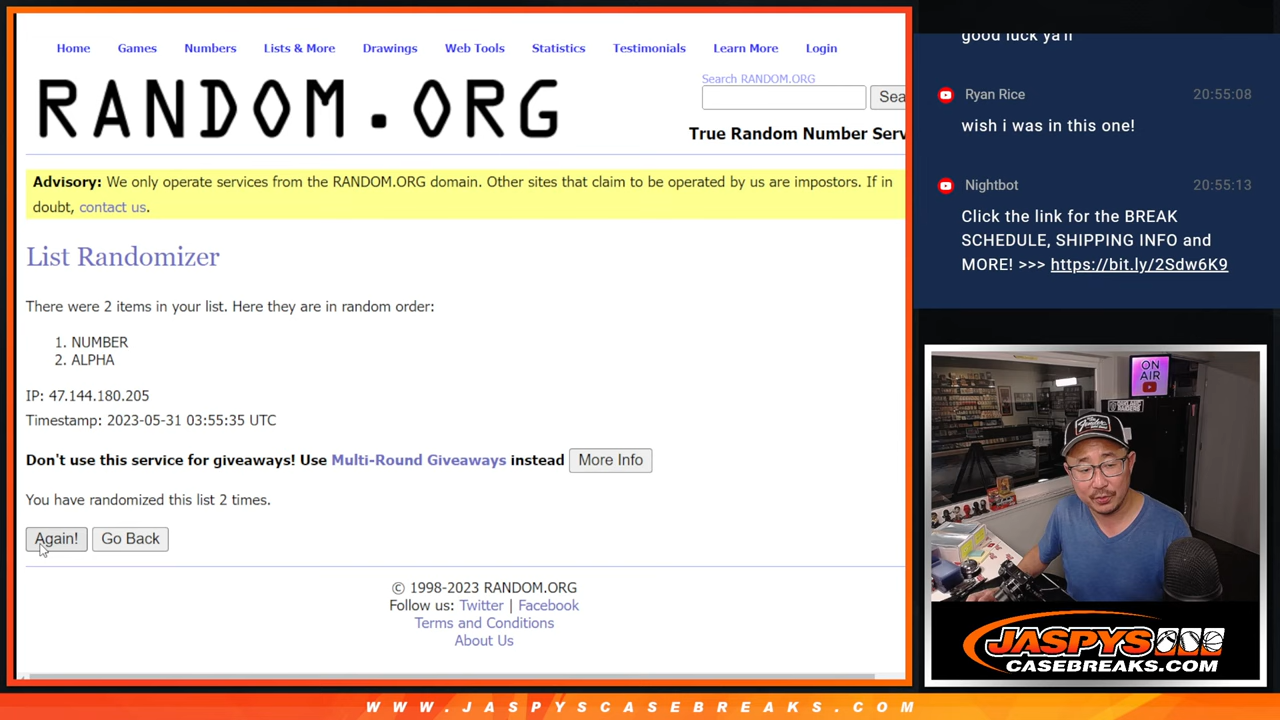 Home Games Numbers Lists & More Drawings Web Tools Statistics Testimonials Learn More Login
RANDOM.ORG
Search RANDOM.ORG
Sea
True Random Number Serv
Advisory: We only operate services from the RANDOM.ORG domain. Other sites that claim to be operated by us are impostors. If in
doubt, contact us.
List Randomizer
There were 2 items in your list. Here they are in random order:
1. NUMBER
2. ALPHA
IP: 47.144.180.205
Timestamp: 2023-05-31 03:55:35 UTC
Don't use this service for giveaways! Use Multi-Round Giveaways instead More Info
You have randomized this list 2 times.
Again! Go Back
© 1998-2023 RANDOM.ORG
Follow us: Twitter | Facebook
Terms and Conditions
About Us
good luck ya'll
Ryan Rice 20:55:08
wish i was in this one!
Nightbot 20:55:13
Click the link for the BREAK
SCHEDULE, SHIPPING INFO and
MORE! >>> https://bit.ly/2Sdw6K9
ON
AIR
Fender
JASPYS
CASEBREAKS.COM
WWW.JASPYSCASEBREAKS.COM